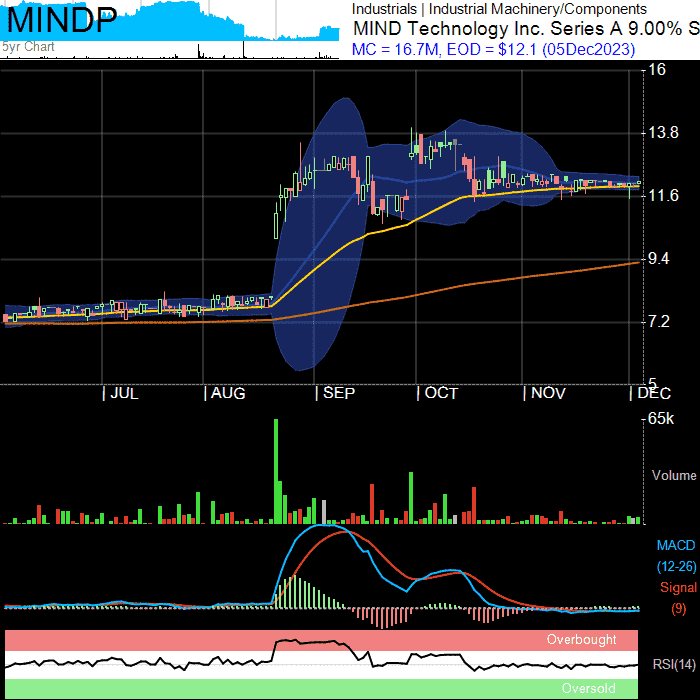 MINDP
5yr Chart
Industrials | Industrial Machinery/Components
MIND Technology Inc. Series A 9.00% S
MC = 16.7M, EOD = $12.1 (05Dec2023)
16
13.8
11.6
9.4
7.2
5
| JUL
| AUG
| SEP
| OCT
| NOV
| DEC
65k
Volume
MACD
(12-26)
Signal
(9)
Overbought
RSI(14)
Oversold